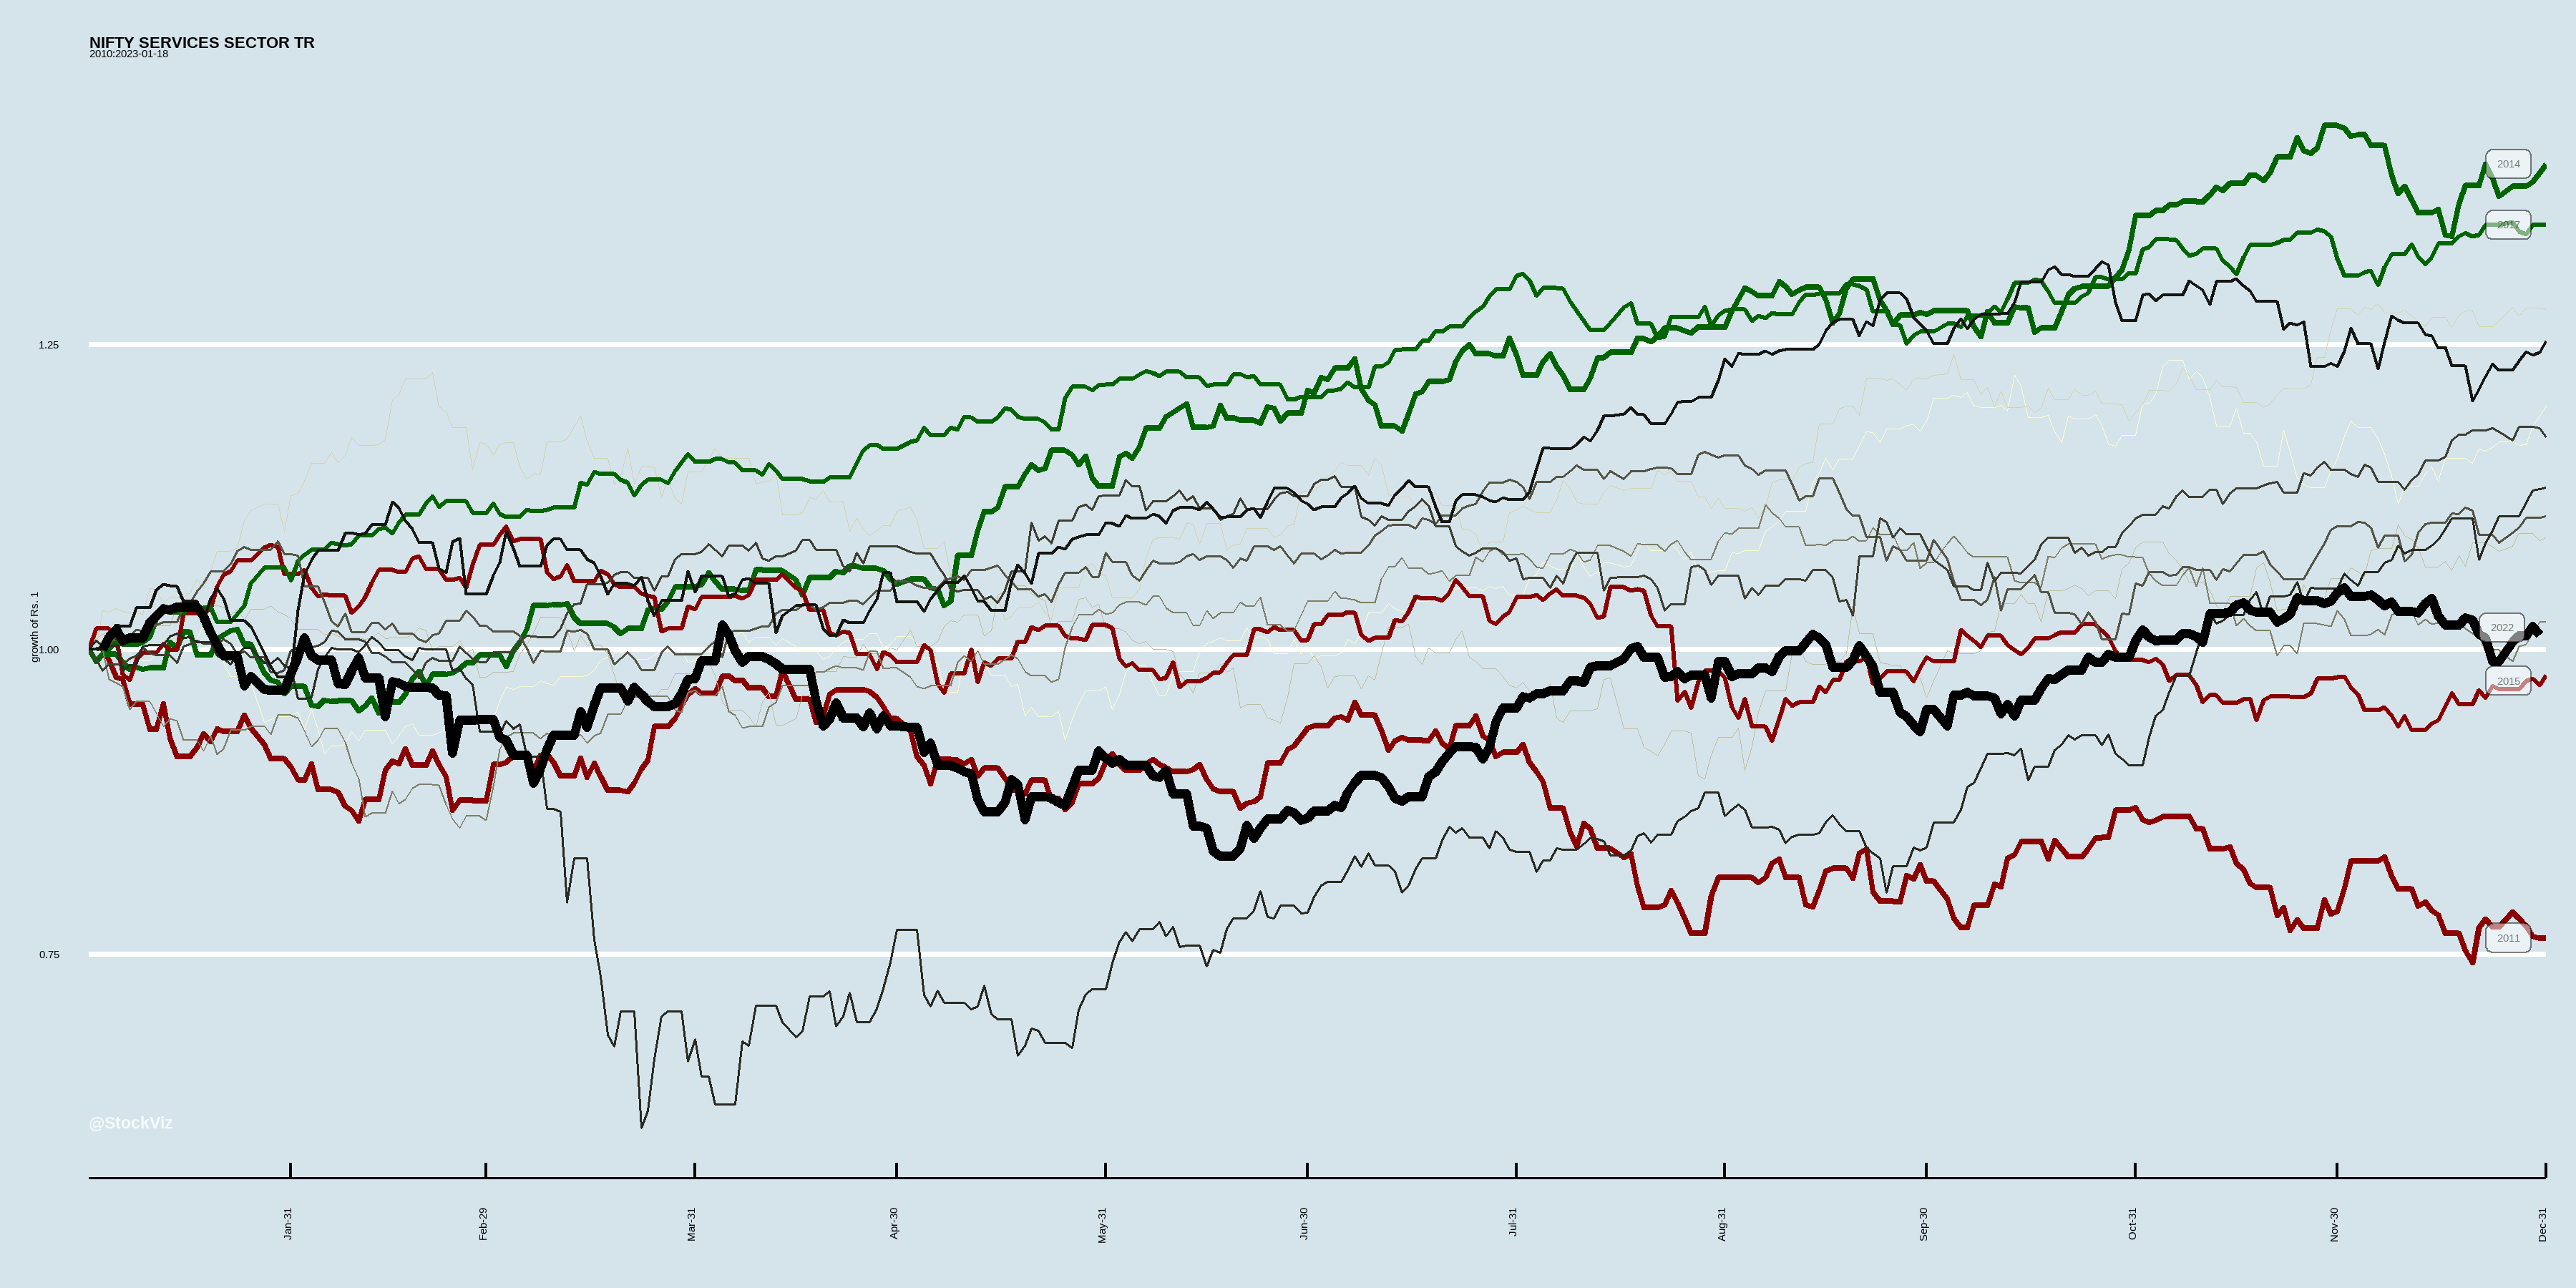 NIFTY SERVICES SECTOR TR
2010:2023-01-18
2014
2017
1.25
growth of Rs. 1
1.00
2022
2015
2011
0.75
@StockViz
Jan-31
Feb-29
Mar-31
Apr-30
May-31
Jun-30
Jul-31
Aug-31
Sep-30
Oct-31
Nov-30
Dec-31